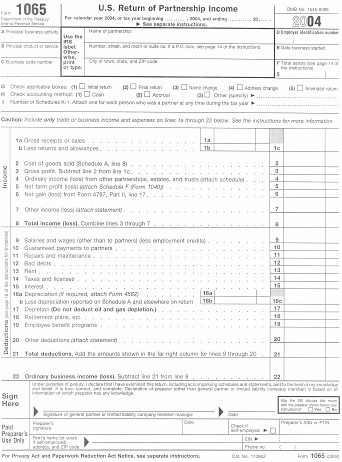 Form 1065
Department of the Treasury
Internal Revenue Service
U.S. Return of Partnership Income
For calendar year 2004, or tax year beginning , 2004, and ending , 20
► See separate instructions.
OMB No. 1545-0099
2004
A Principal business activity
B Principal product or service
C Business code number
Use the IRS label. Otherwise, print or type.
Name of partnership
Number, street, and room or suite no. If a P.O. box, see page 14 of the instructions.
City or town, state, and ZIP code
D Employer identification number
E Date business started
F Total assets (see page 14 of the instructions)
$
G Check applicable boxes: (1) Initial return (2) Final return (3) Name change (4) Address change (5) Amended return
H Check accounting method: (1) Cash (2) Accrual (3) Other (specify) ►
I Number of Schedules K-1. Attach one for each person who was a partner at any time during the tax year ►
Caution: Include only trade or business income and expenses on lines 1a through 22 below. See the instructions for more information.
Income
1a Gross receipts or sales 1a
b Less returns and allowances 1b 1c
2 Cost of goods sold (Schedule A, line 8) 2
3 Gross profit. Subtract line 2 from line 1c 3
4 Ordinary income (loss) from other partnerships, estates, and trusts (attach schedule) 4
5 Net farm profit (loss) (attach Schedule F (Form 1040)) 5
6 Net gain (loss) from Form 4797, Part II, line 17 6
7 Other income (loss) (attach statement) 7
8 Total income (loss). Combine lines 3 through 7 8
Deductions (see page 16 of the instructions for limitations)
9 Salaries and wages (other than to partners) (less employment credits) 9
10 Guaranteed payments to partners 10
11 Repairs and maintenance 11
12 Bad debts 12
13 Rent 13
14 Taxes and licenses 14
15 Interest 15
16a Depreciation (if required, attach Form 4562) 16a
b Less depreciation reported on Schedule A and elsewhere on return 16b 16c
17 Depletion (Do not deduct oil and gas depletion.) 17
18 Retirement plans, etc. 18
19 Employee benefit programs 19
20 Other deductions (attach statement) 20
21 Total deductions. Add the amounts shown in the far right column for lines 9 through 20 21
22 Ordinary business income (loss). Subtract line 21 from line 8 22
Sign Here
Under penalties of perjury, I declare that I have examined this return, including accompanying schedules and statements, and to the best of my knowledge and belief, it is true, correct, and complete. Declaration of preparer (other than general partner or limited liability company member) is based on all information of which preparer has any knowledge.
Signature of general partner or limited liability company member manager
Date
May the IRS discuss this return with the preparer shown below (see instructions)? Yes No
Paid Preparer's Use Only
Preparer's signature
Date
Check if self-employed ►
Preparer's SSN or PTIN
Firm's name (or yours if self-employed), address, and ZIP code
EIN ►
Phone no. ( )
For Privacy Act and Paperwork Reduction Act Notice, see separate instructions. Cat. No. 11390Z Form 1065 (2004)